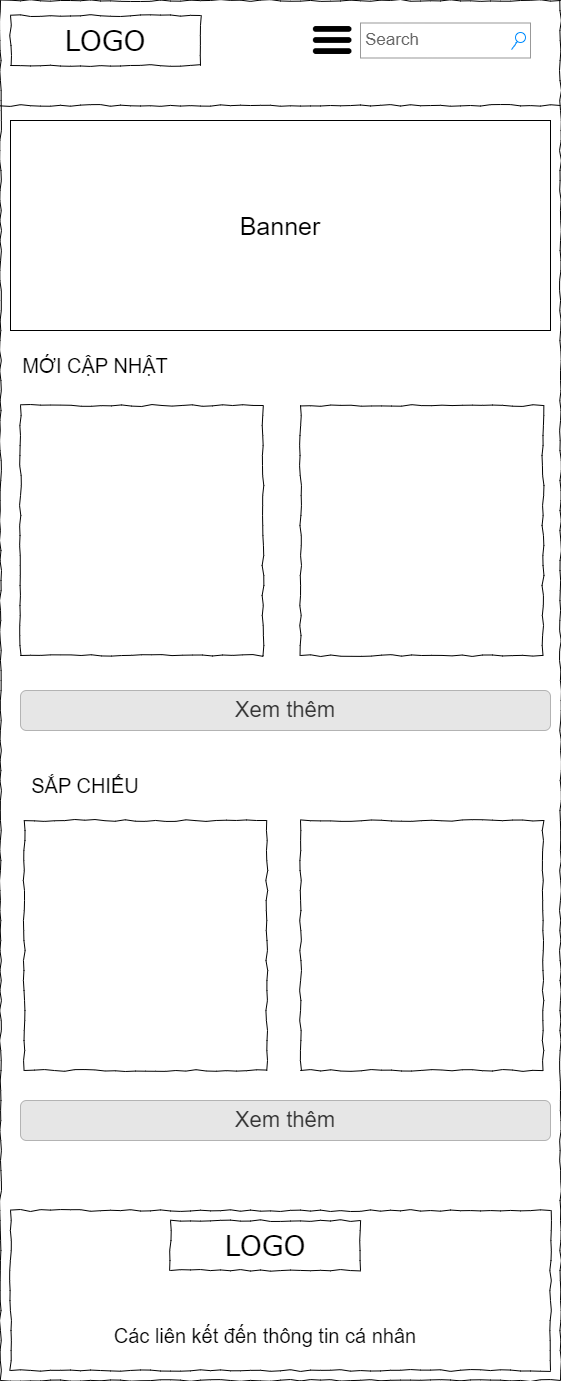 LOGO
Search
Banner
MỚI CẬP NHẬT
Xem thêm
SẮP CHIẾU
Xem thêm
LOGO
Các liên kết đến thông tin cá nhân